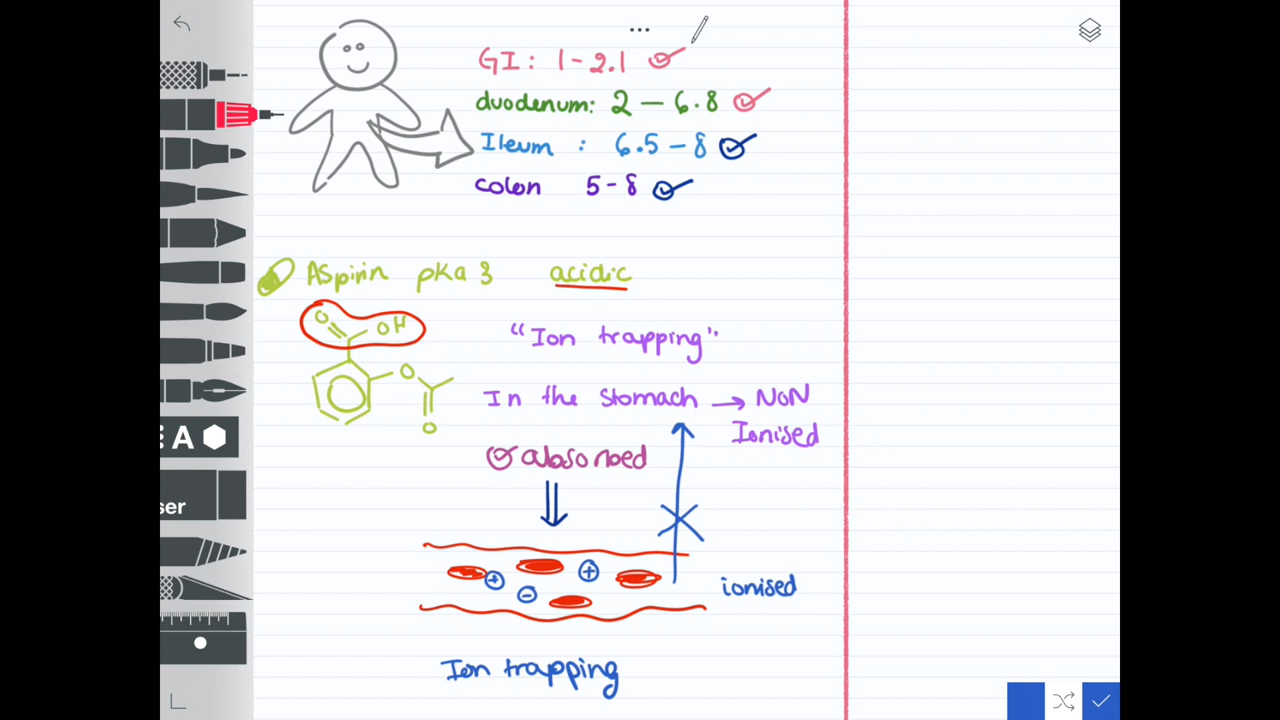 GI: 1-2.1
duodenum: 2 - 6.8
Ileum : 6.5-8
colon 5-8
Aspirin pka 3 acidic
O OH
O
O
"Ion trapping"
In the stomach → NON
Ionised
absorbed
+ + -
ionised
Ion trapping
A
ser